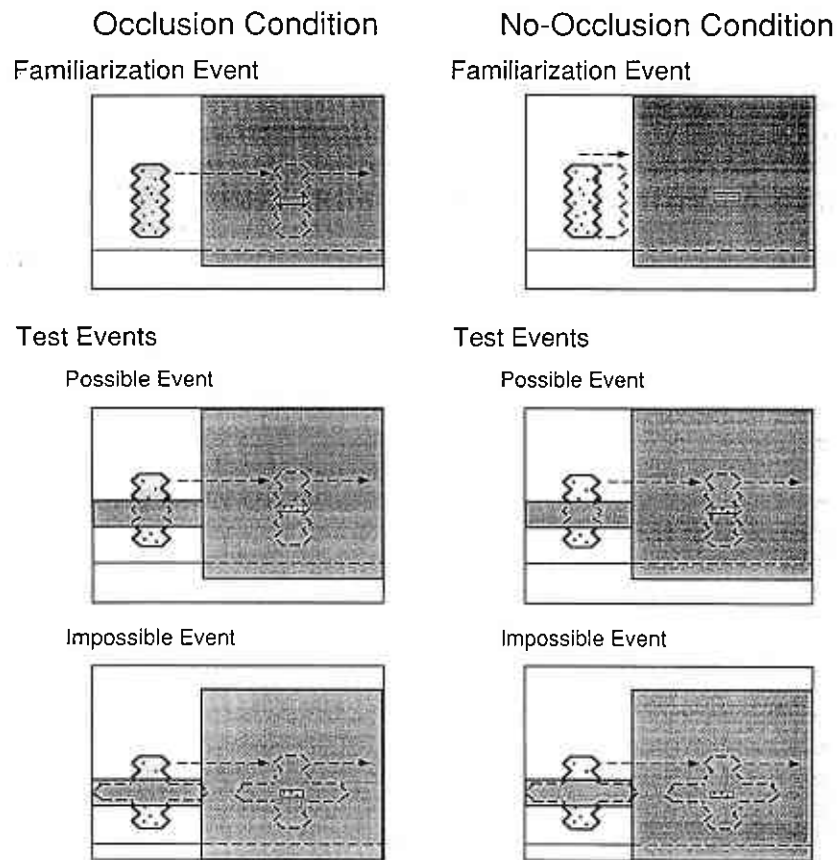 Occlusion Condition
No-Occlusion Condition
Familiarization Event
Familiarization Event
Test Events
Test Events
Possible Event
Possible Event
Impossible Event
Impossible Event